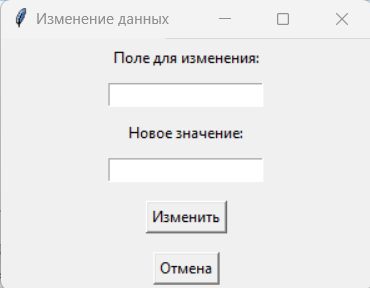 Изменение данных
Поле для изменения:
Новое значение:
Изменить
Отмена